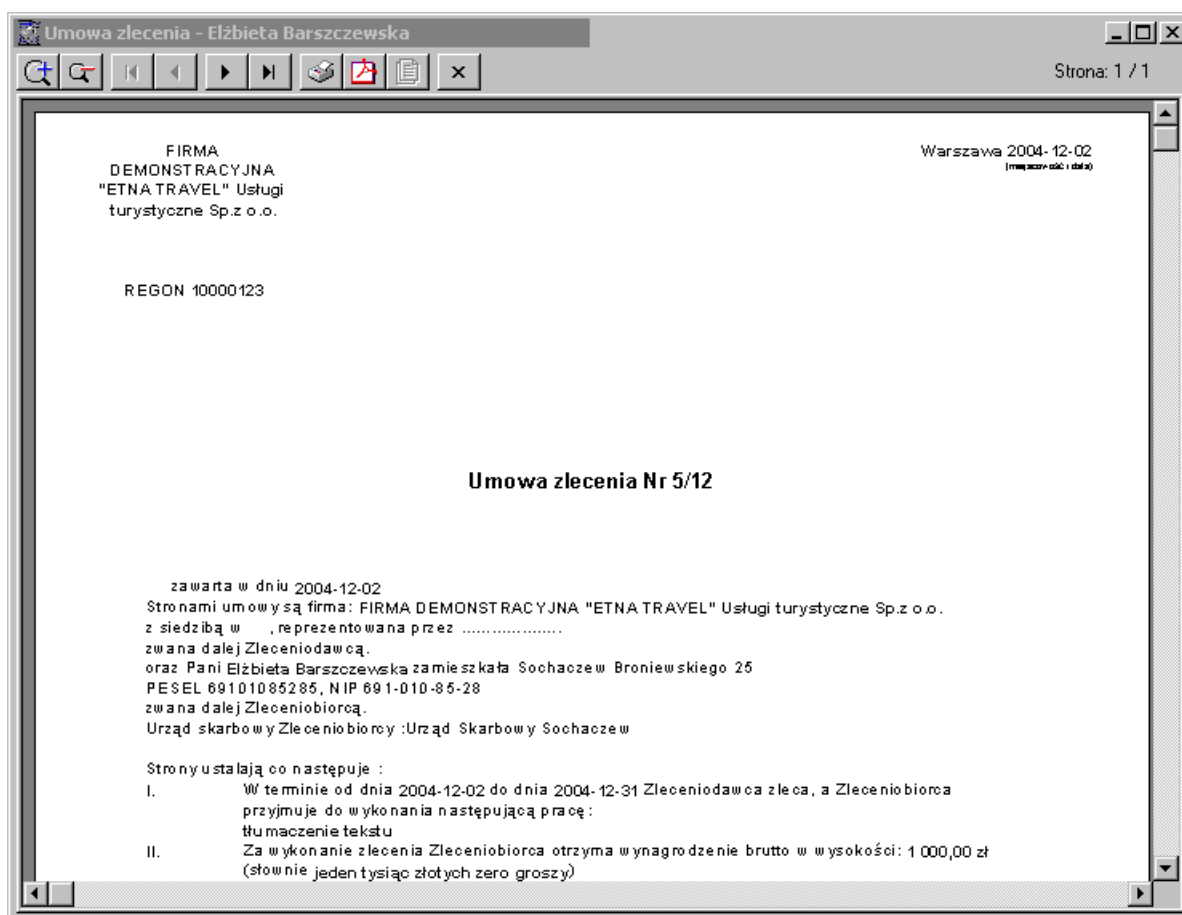 Umowa zlecenia - Elżbieta Barszczewska
Strona: 1 / 1
FIRMA
DEMONSTRACYJNA
"ETNA TRAVEL" Usługi
turystyczne Sp.z o.o.
Warszawa 2004-12-02
(miejscowość i data)
REGON 10000123
Umowa zlecenia Nr 5/12
zawarta w dniu 2004-12-02
Stronami umowy są firma: FIRMA DEMONSTRACYJNA "ETNA TRAVEL" Usługi turystyczne Sp.z o.o.
z siedzibą w , reprezentowana przez ....................
zwana dalej Zleceniodawcą.
oraz Pani Elżbieta Barszczewska zamieszkała Sochaczew Broniewskiego 25
PESEL 69101085285, NIP 691-010-85-28
zwana dalej Zleceniobiorcą.
Urząd skarbowy Zleceniobiorcy :Urząd Skarbowy Sochaczew
Strony ustalają co następuje :
I. W terminie od dnia 2004-12-02 do dnia 2004-12-31 Zleceniodawca zleca, a Zleceniobiorca
przyjmuje do wykonania następującą pracę :
tłumaczenie tekstu
II. Za wykonanie zlecenia Zleceniobiorca otrzyma wynagrodzenie brutto w wysokości: 1 000,00 zł
(słownie jeden tysiąc złotych zero groszy)